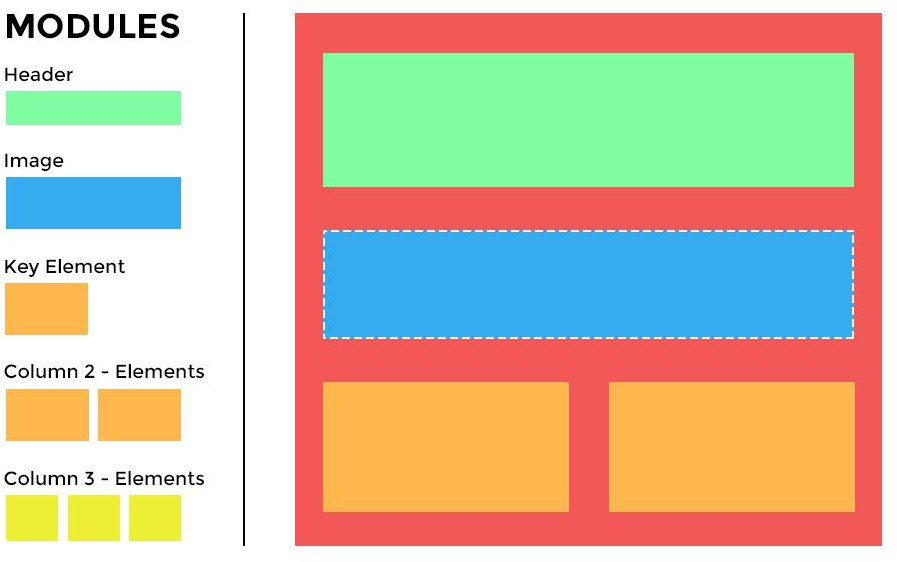 MODULES
Header
Image
Key Element
Column 2 - Elements
Column 3 - Elements